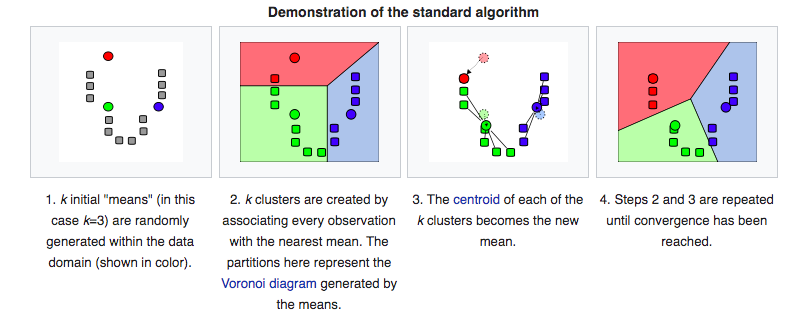 Demonstration of the standard algorithm
1. k initial "means" (in this
case k=3) are randomly
generated within the data
domain (shown in color).
2. k clusters are created by
associating every observation
with the nearest mean. The
partitions here represent the
Voronoi diagram generated by
the means.
3. The centroid of each of the
k clusters becomes the new
mean.
4. Steps 2 and 3 are repeated
until convergence has been
reached.